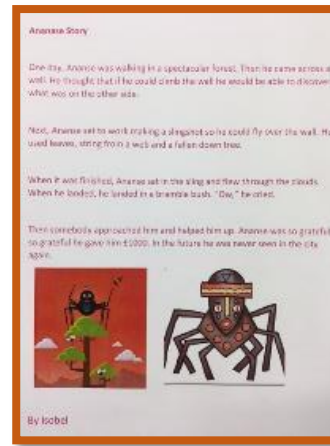 Ananse Story
One day, Ananse was walking in a spectacular forest. Then he came across a
wall. He thought that if he could climb the wall he would be able to discover
what was on the other side.
Next, Ananse set to work making a slingshot so he could fly over the wall. He
used leaves, string from a web and a fallen down tree.
When it was finished, Ananse sat in the sling and flew through the clouds.
When he landed, he landed in a bramble bush. "Ow," he cried.
Then somebody approached him and helped him up. Ananse was so grateful,
so grateful he gave him £1000. In the future he was never seen in the city
again.
By Isobel